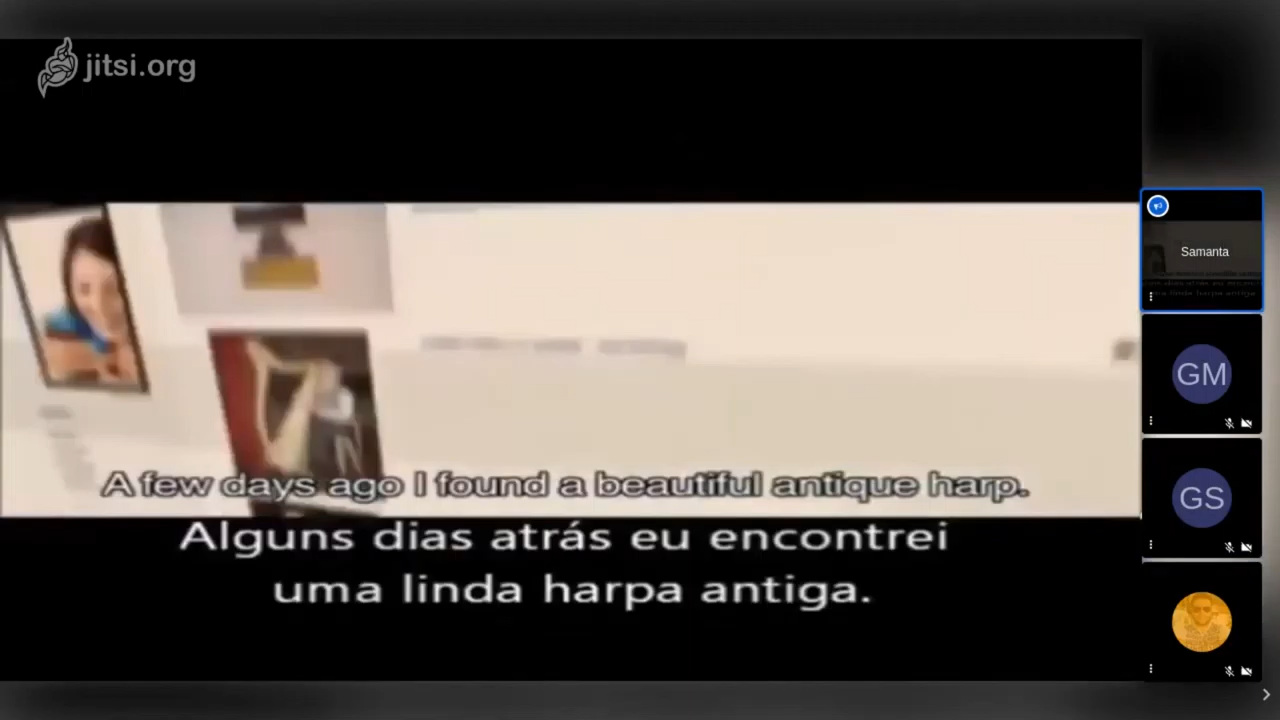 jitsi.org
Samanta
GM
GS
A few days ago I found a beautiful antique harp.
Alguns dias atrás eu encontrei
uma linda harpa antiga.